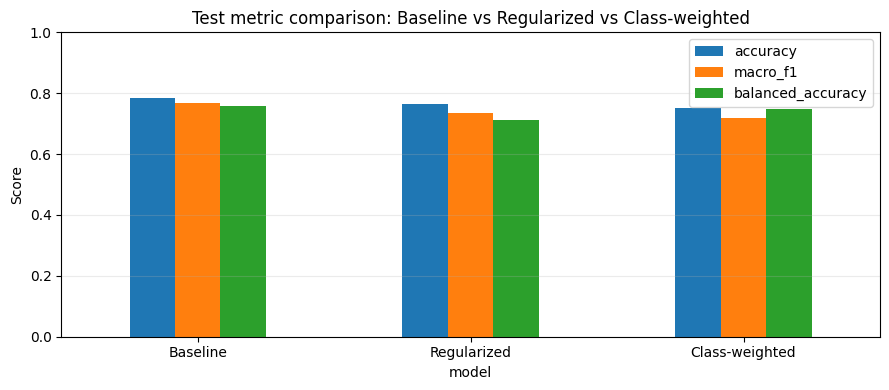 Test metric comparison: Baseline vs Regularized vs Class-weighted
1.0
0.8
0.6
0.4
0.2
0.0
Score
accuracy
macro_f1
balanced_accuracy
Baseline
Regularized
Class-weighted
model